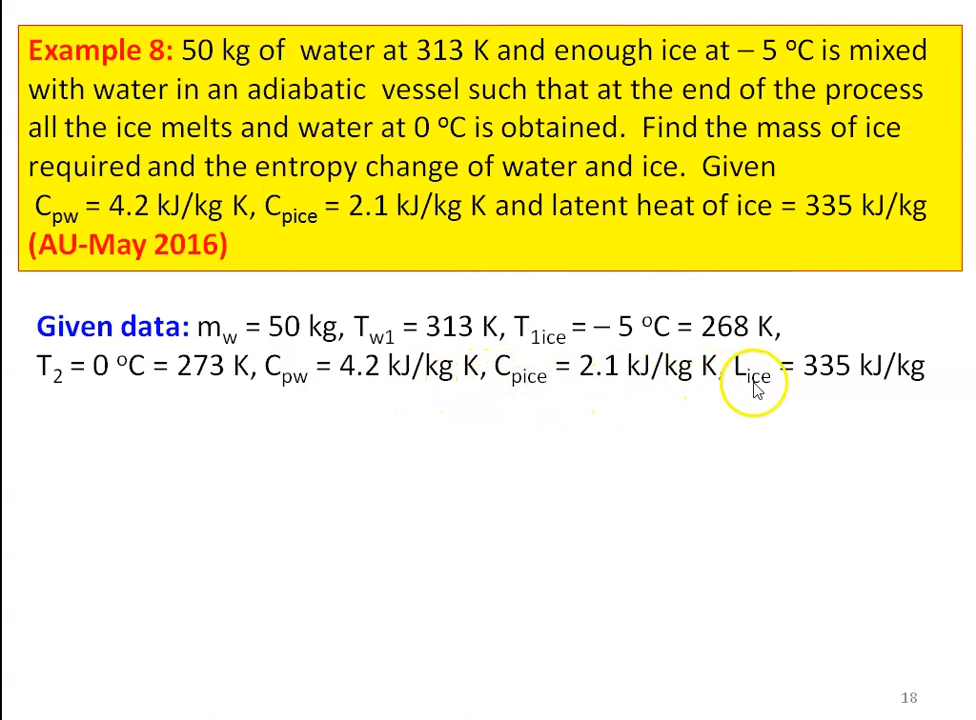 Example 8: 50 kg of water at 313 K and enough ice at – 5 ᵒC is mixed
with water in an adiabatic vessel such that at the end of the process
all the ice melts and water at 0 ᵒC is obtained. Find the mass of ice
required and the entropy change of water and ice. Given
Cpw = 4.2 kJ/kg K, Cpice = 2.1 kJ/kg K and latent heat of ice = 335 kJ/kg
(AU-May 2016)
Given data: mw = 50 kg, Tw1 = 313 K, T1ice = – 5 ᵒC = 268 K,
T2 = 0 ᵒC = 273 K, Cpw = 4.2 kJ/kg K, Cpice = 2.1 kJ/kg K, Lice = 335 kJ/kg
18